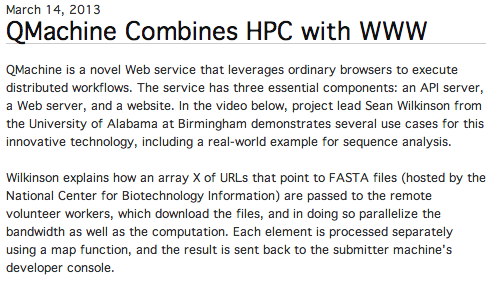 March 14, 2013
QMachine Combines HPC with WWW
QMachine is a novel Web service that leverages ordinary browsers to execute
distributed workflows. The service has three essential components: an API server,
a Web server, and a website. In the video below, project lead Sean Wilkinson from
the University of Alabama at Birmingham demonstrates several use cases for this
innovative technology, including a real-world example for sequence analysis.
Wilkinson explains how an array X of URLs that point to FASTA files (hosted by the
National Center for Biotechnology Information) are passed to the remote
volunteer workers, which download the files, and in doing so parallelize the
bandwidth as well as the computation. Each element is processed separately
using a map function, and the result is sent back to the submitter machine's
developer console.